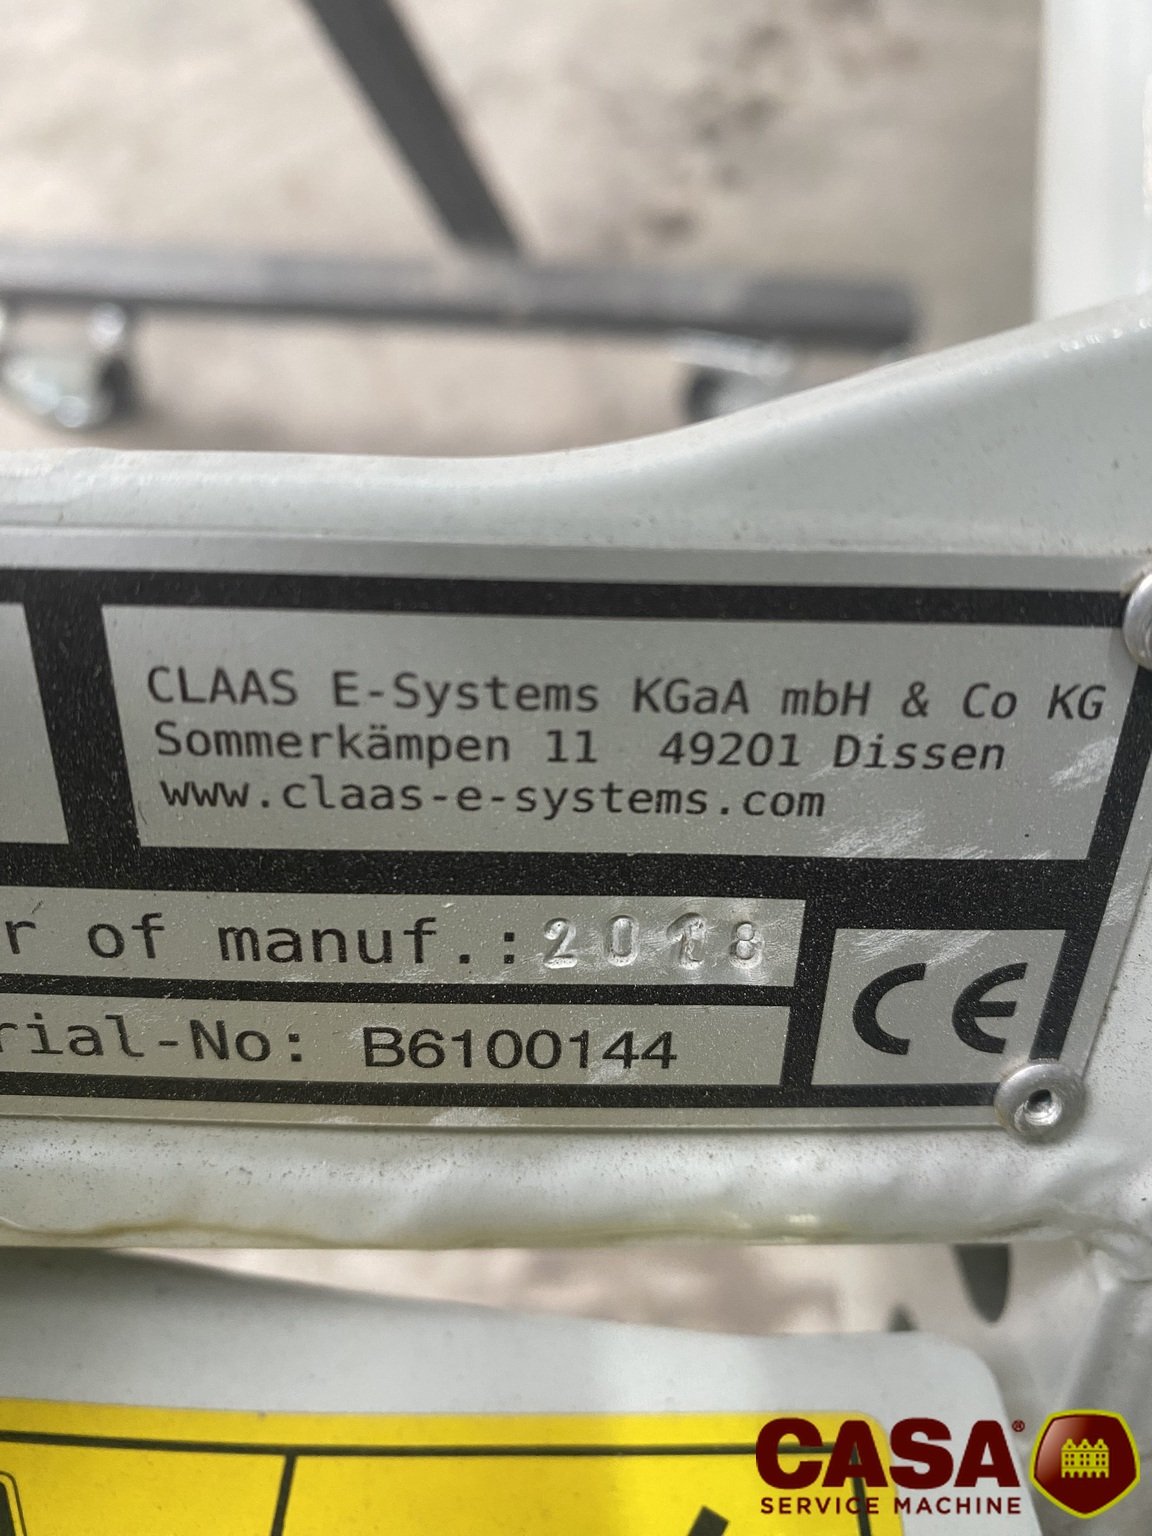 CLAAS E-Systems KGaA mbH & Co KG
Sommerkämpen 11 49201 Dissen
www.claas-e-systems.com
r of manuf.: 2018
rial-No: B6100144
CE
CASA®
SERVICE MACHINE